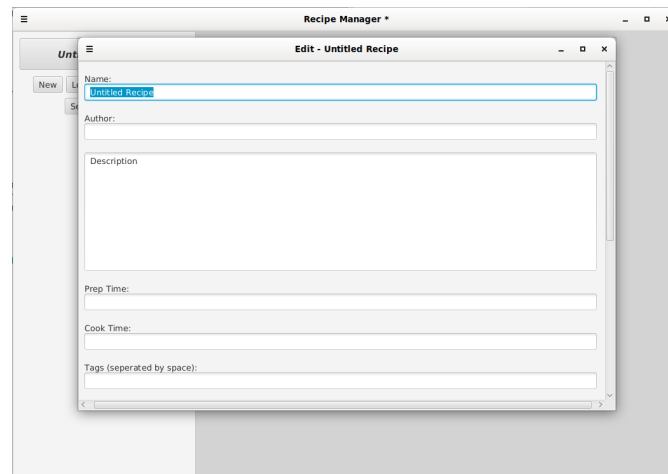 Recipe Manager *
Edit - Untitled Recipe
New
Name:
Untitled Recipe
Author:
Description
Prep Time:
Cook Time:
Tags (seperated by space):